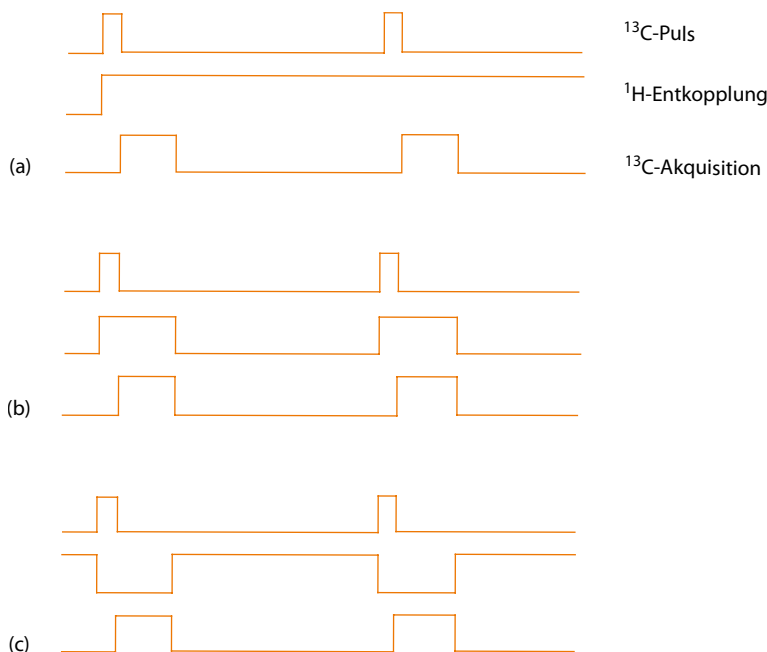 ¹³C-Puls
¹H-Entkopplung
(a)
¹³C-Akquisition
(b)
(c)